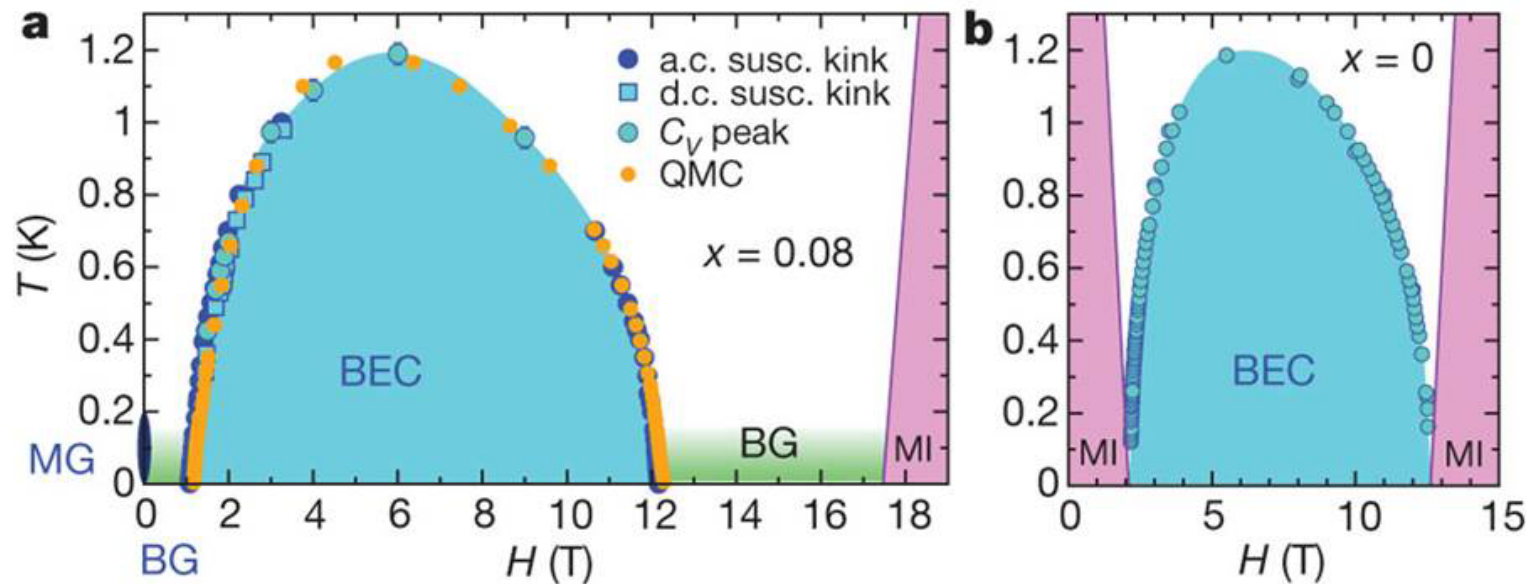 a
T (K)
1.2
1
0.8
0.6
0.4
0.2
0
a.c. susc. kink
d.c. susc. kink
CV peak
QMC
x = 0.08
BEC
MG
BG
MI
0 2 4 6 8 10 12 14 16 18
BG
H (T)
b
1.2
1
0.8
0.6
0.4
0.2
0
x = 0
BEC
MI
MI
0 5 10 15
H (T)